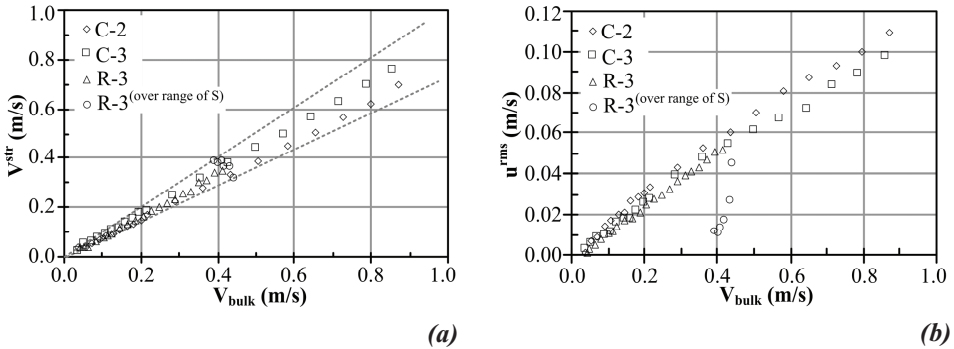 1.0
0.8
0.6
0.4
0.2
0.0
V^str (m/s)
C-2
C-3
R-3
R-3 (over range of S)
0.0 0.2 0.4 0.6 0.8 1.0
V_bulk (m/s)
(a)
0.12
0.10
0.08
0.06
0.04
0.02
0.00
u^rms (m/s)
C-2
C-3
R-3
R-3 (over range of S)
0.0 0.2 0.4 0.6 0.8 1.0
V_bulk (m/s)
(b)